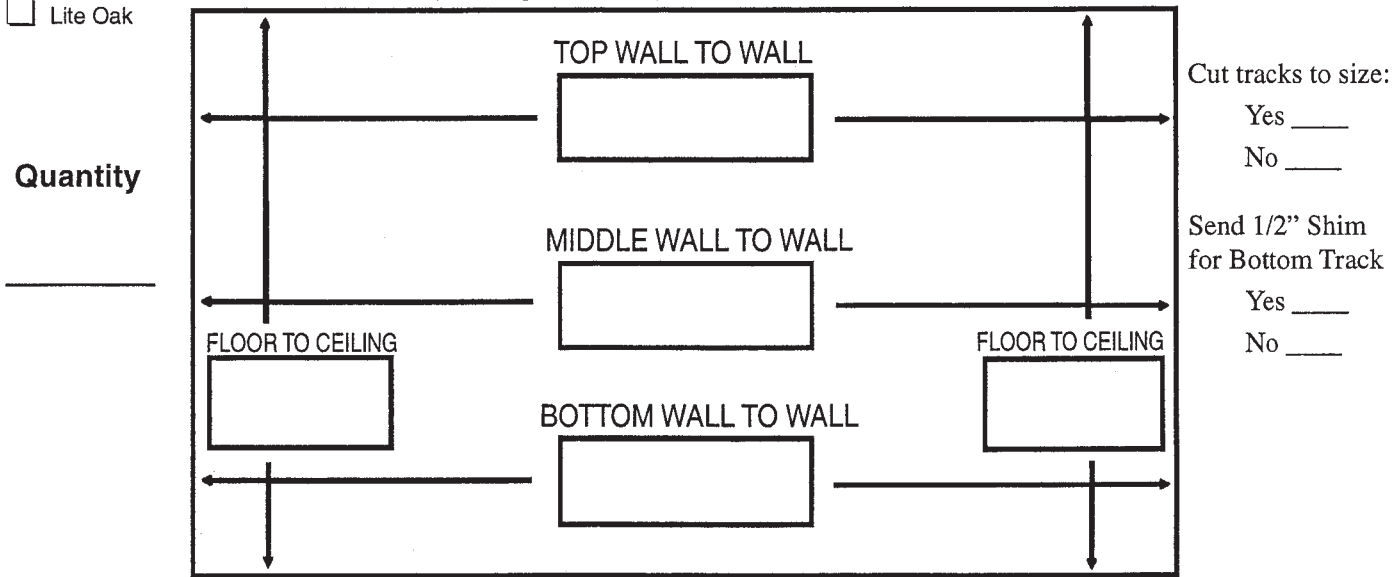 Lite Oak
Quantity
TOP WALL TO WALL
MIDDLE WALL TO WALL
FLOOR TO CEILING
FLOOR TO CEILING
BOTTOM WALL TO WALL
Cut tracks to size:
Yes ____
No ____
Send 1/2” Shim
for Bottom Track
Yes ____
No ____